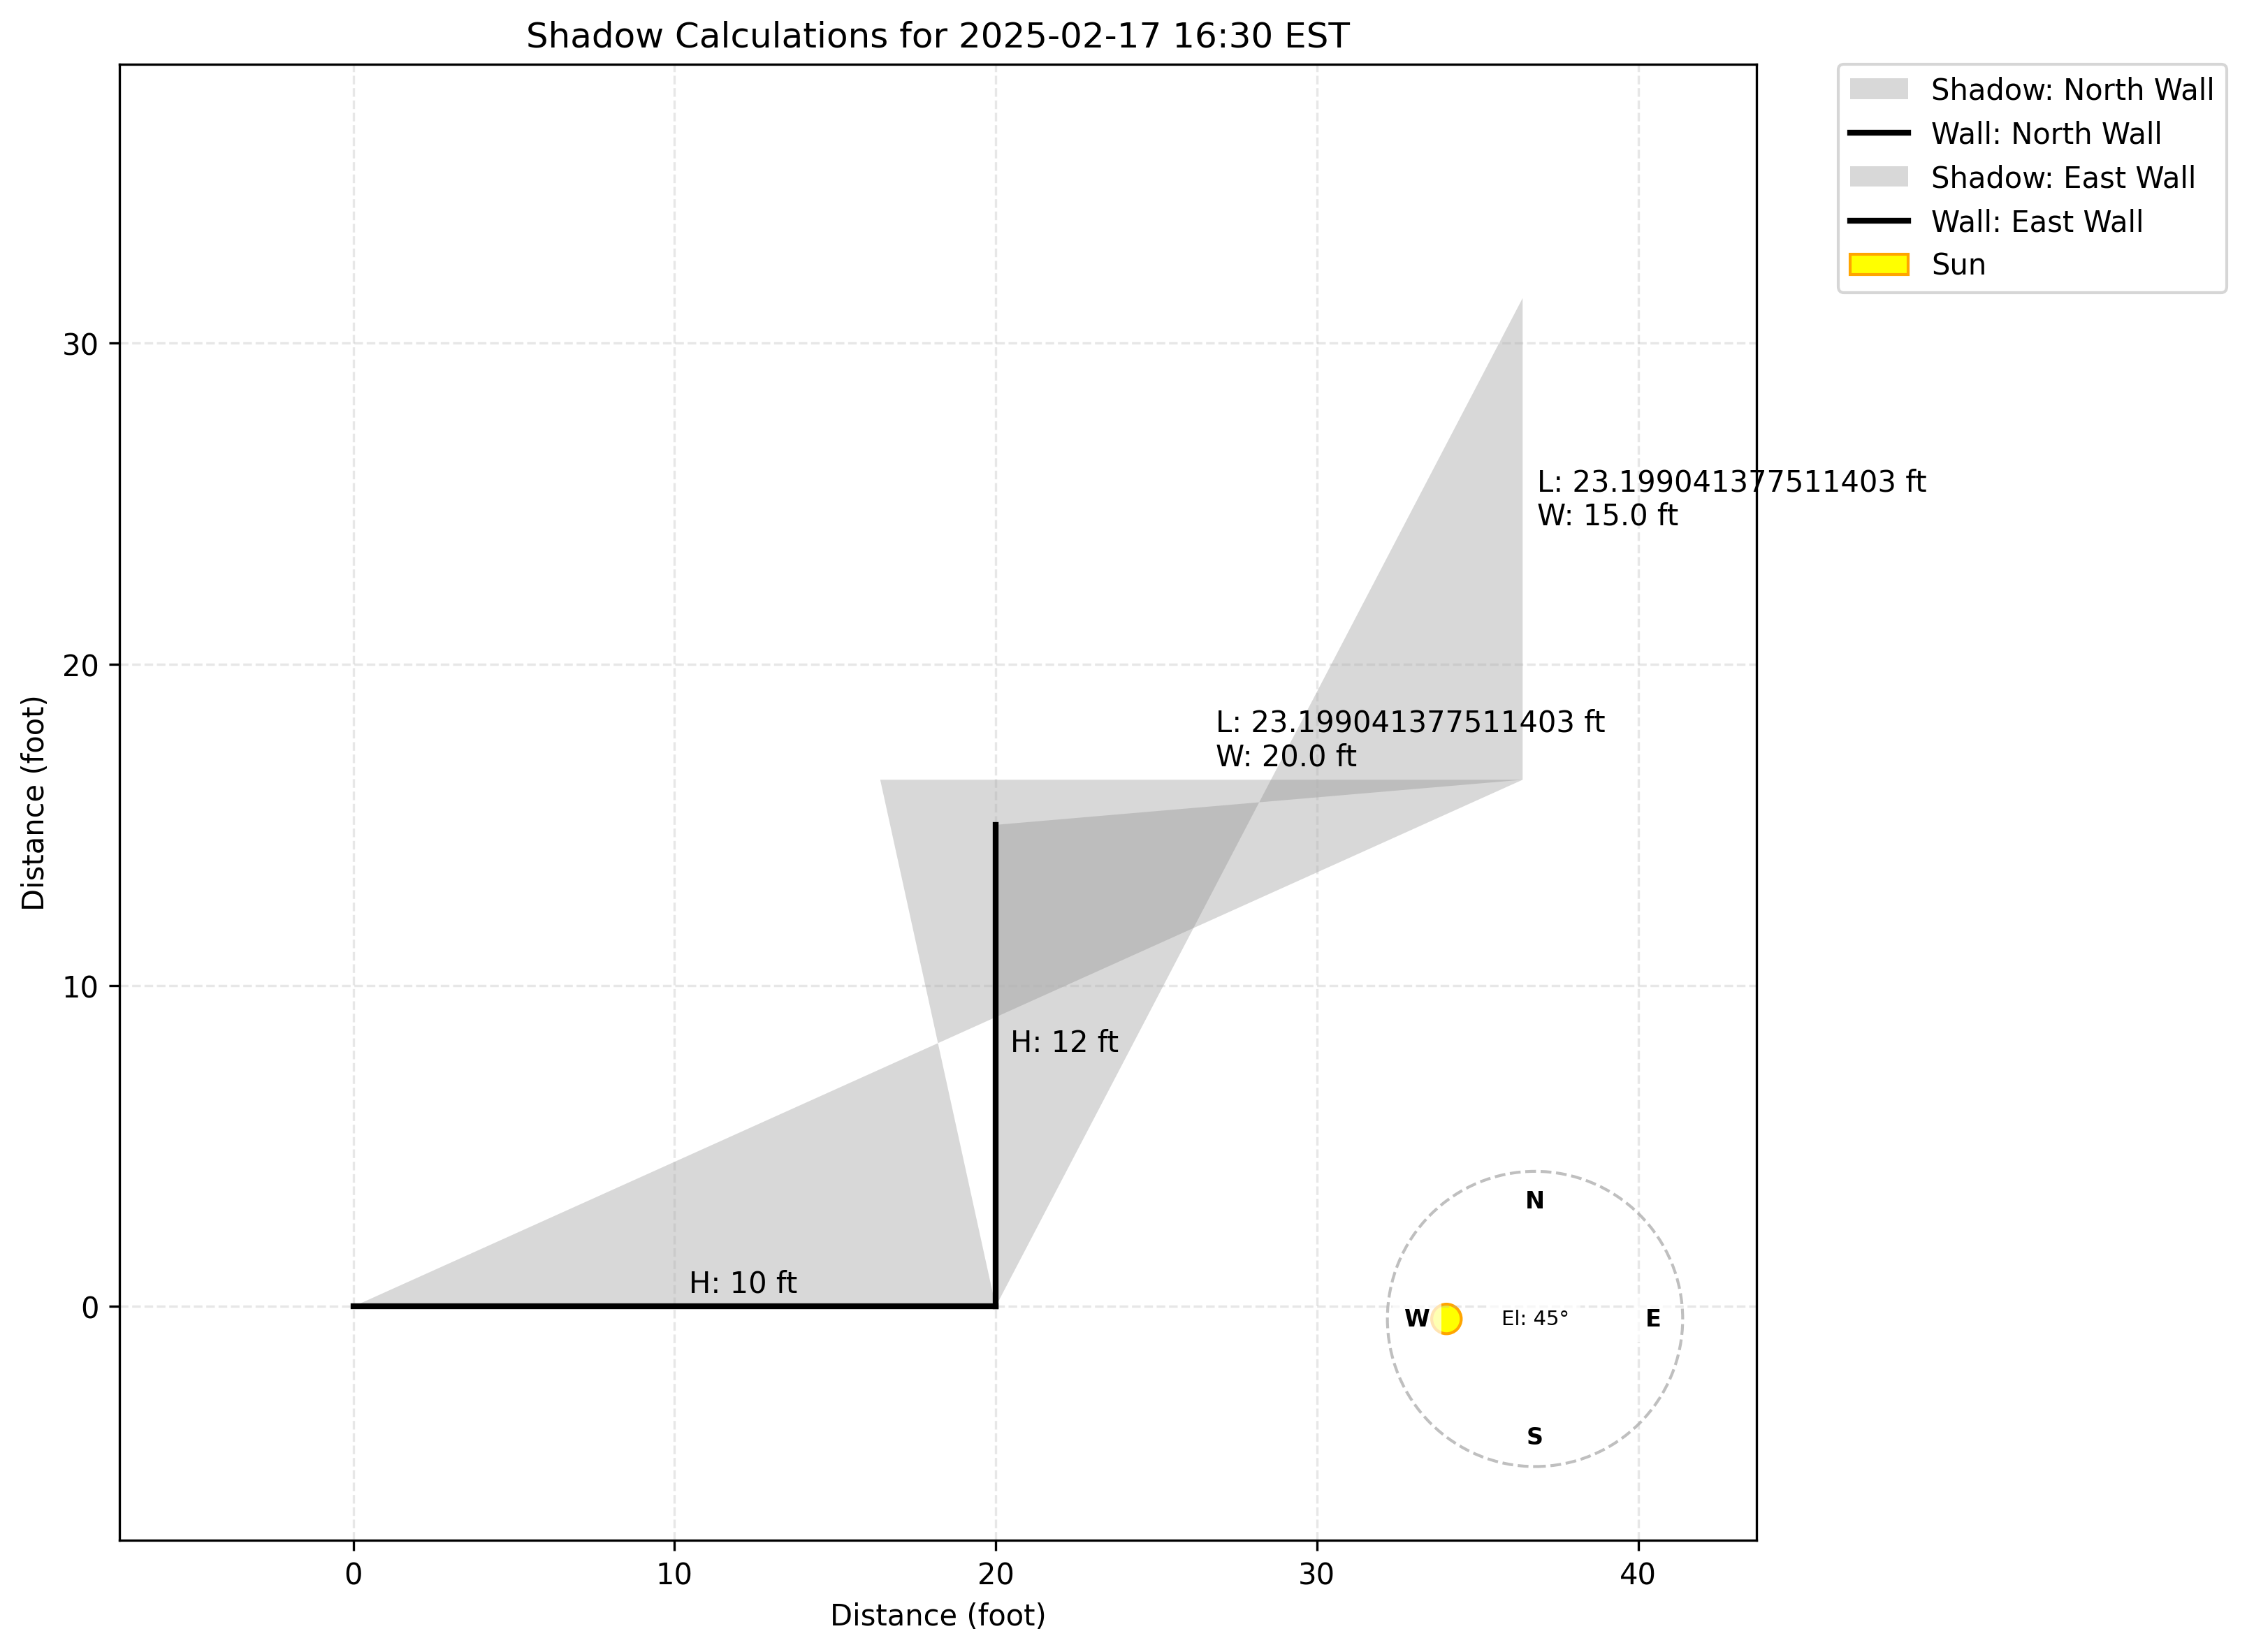 Shadow Calculations for 2025-02-17 16:30 EST
Shadow: North Wall
Wall: North Wall
Shadow: East Wall
Wall: East Wall
Sun
30
20
10
0
Distance (foot)
L: 23.199041377511403 ft
W: 15.0 ft
L: 23.199041377511403 ft
W: 20.0 ft
H: 12 ft
H: 10 ft
N
W
El: 45°
E
S
0
10
20
30
40
Distance (foot)